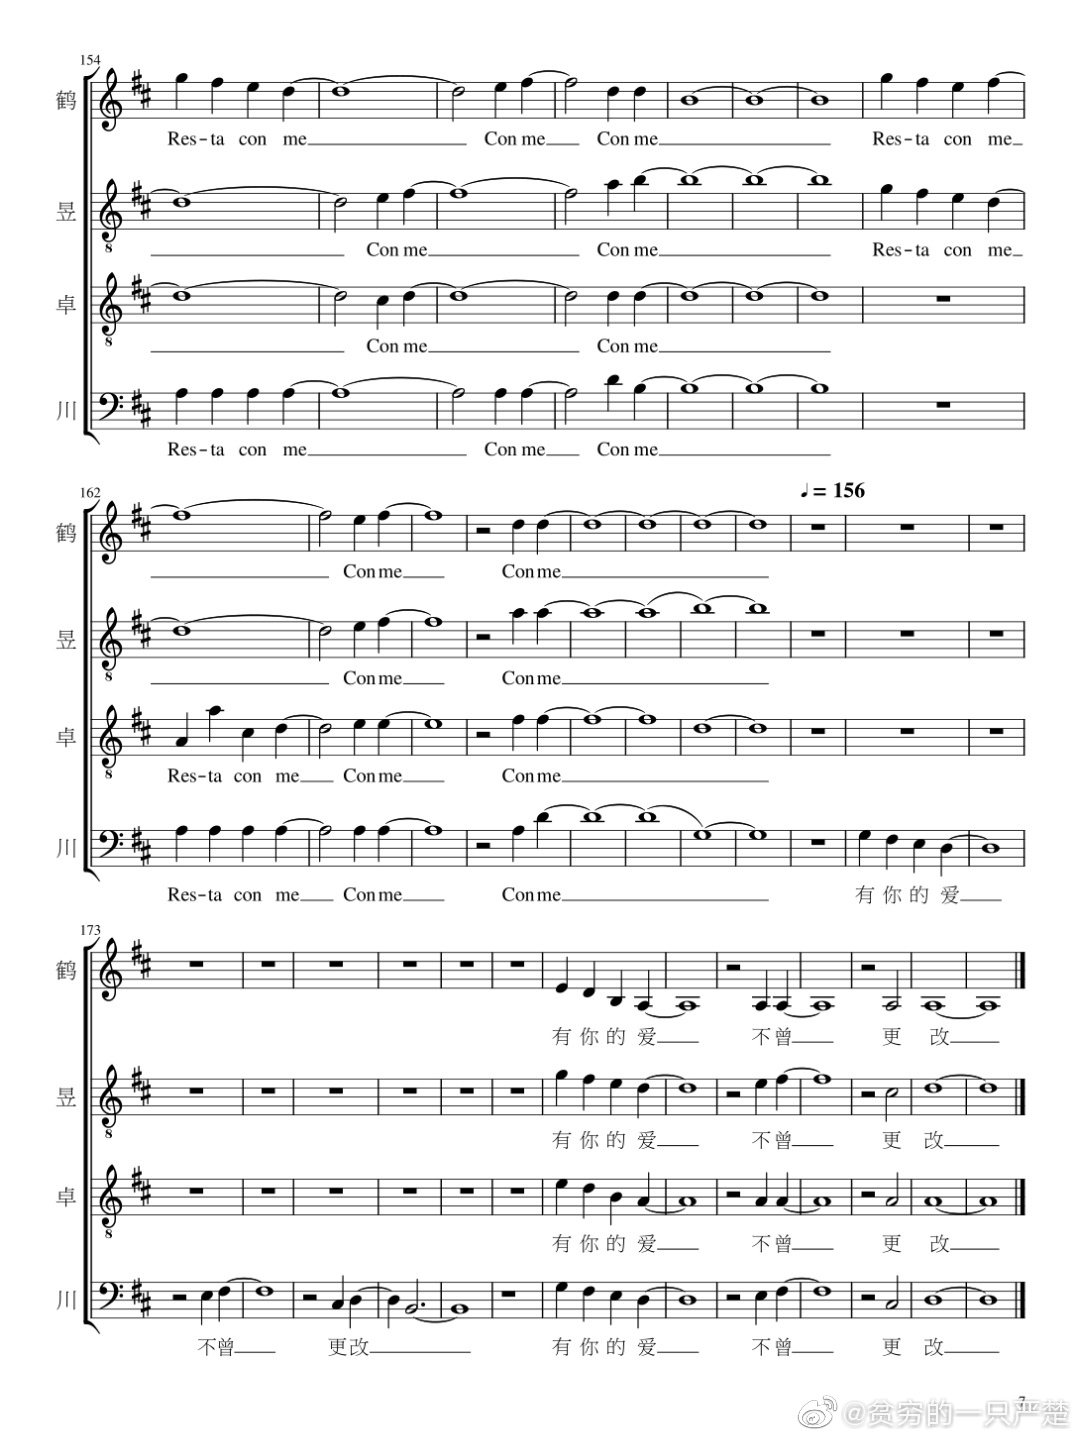 154
鹤
Res-ta con me Con me Con me Res-ta con me
昱
Con me Con me Res-ta con me
8
卓
Con me Con me
8
川
Res-ta con me Con me Con me
162
♩= 156
鹤
Con me Con me
昱
Con me Con me
8
卓
Res-ta con me Con me Con me
8
川
Res-ta con me Con me Con me 有 你 的 爱
173
鹤
有 你 的 爱 不 曾 更 改
昱
有 你 的 爱 不 曾 更 改
8
卓
有 你 的 爱 不 曾 更 改
8
川
不曾 更改 有 你 的 爱 不 曾 更 改
7
@贫穷的一只严楚